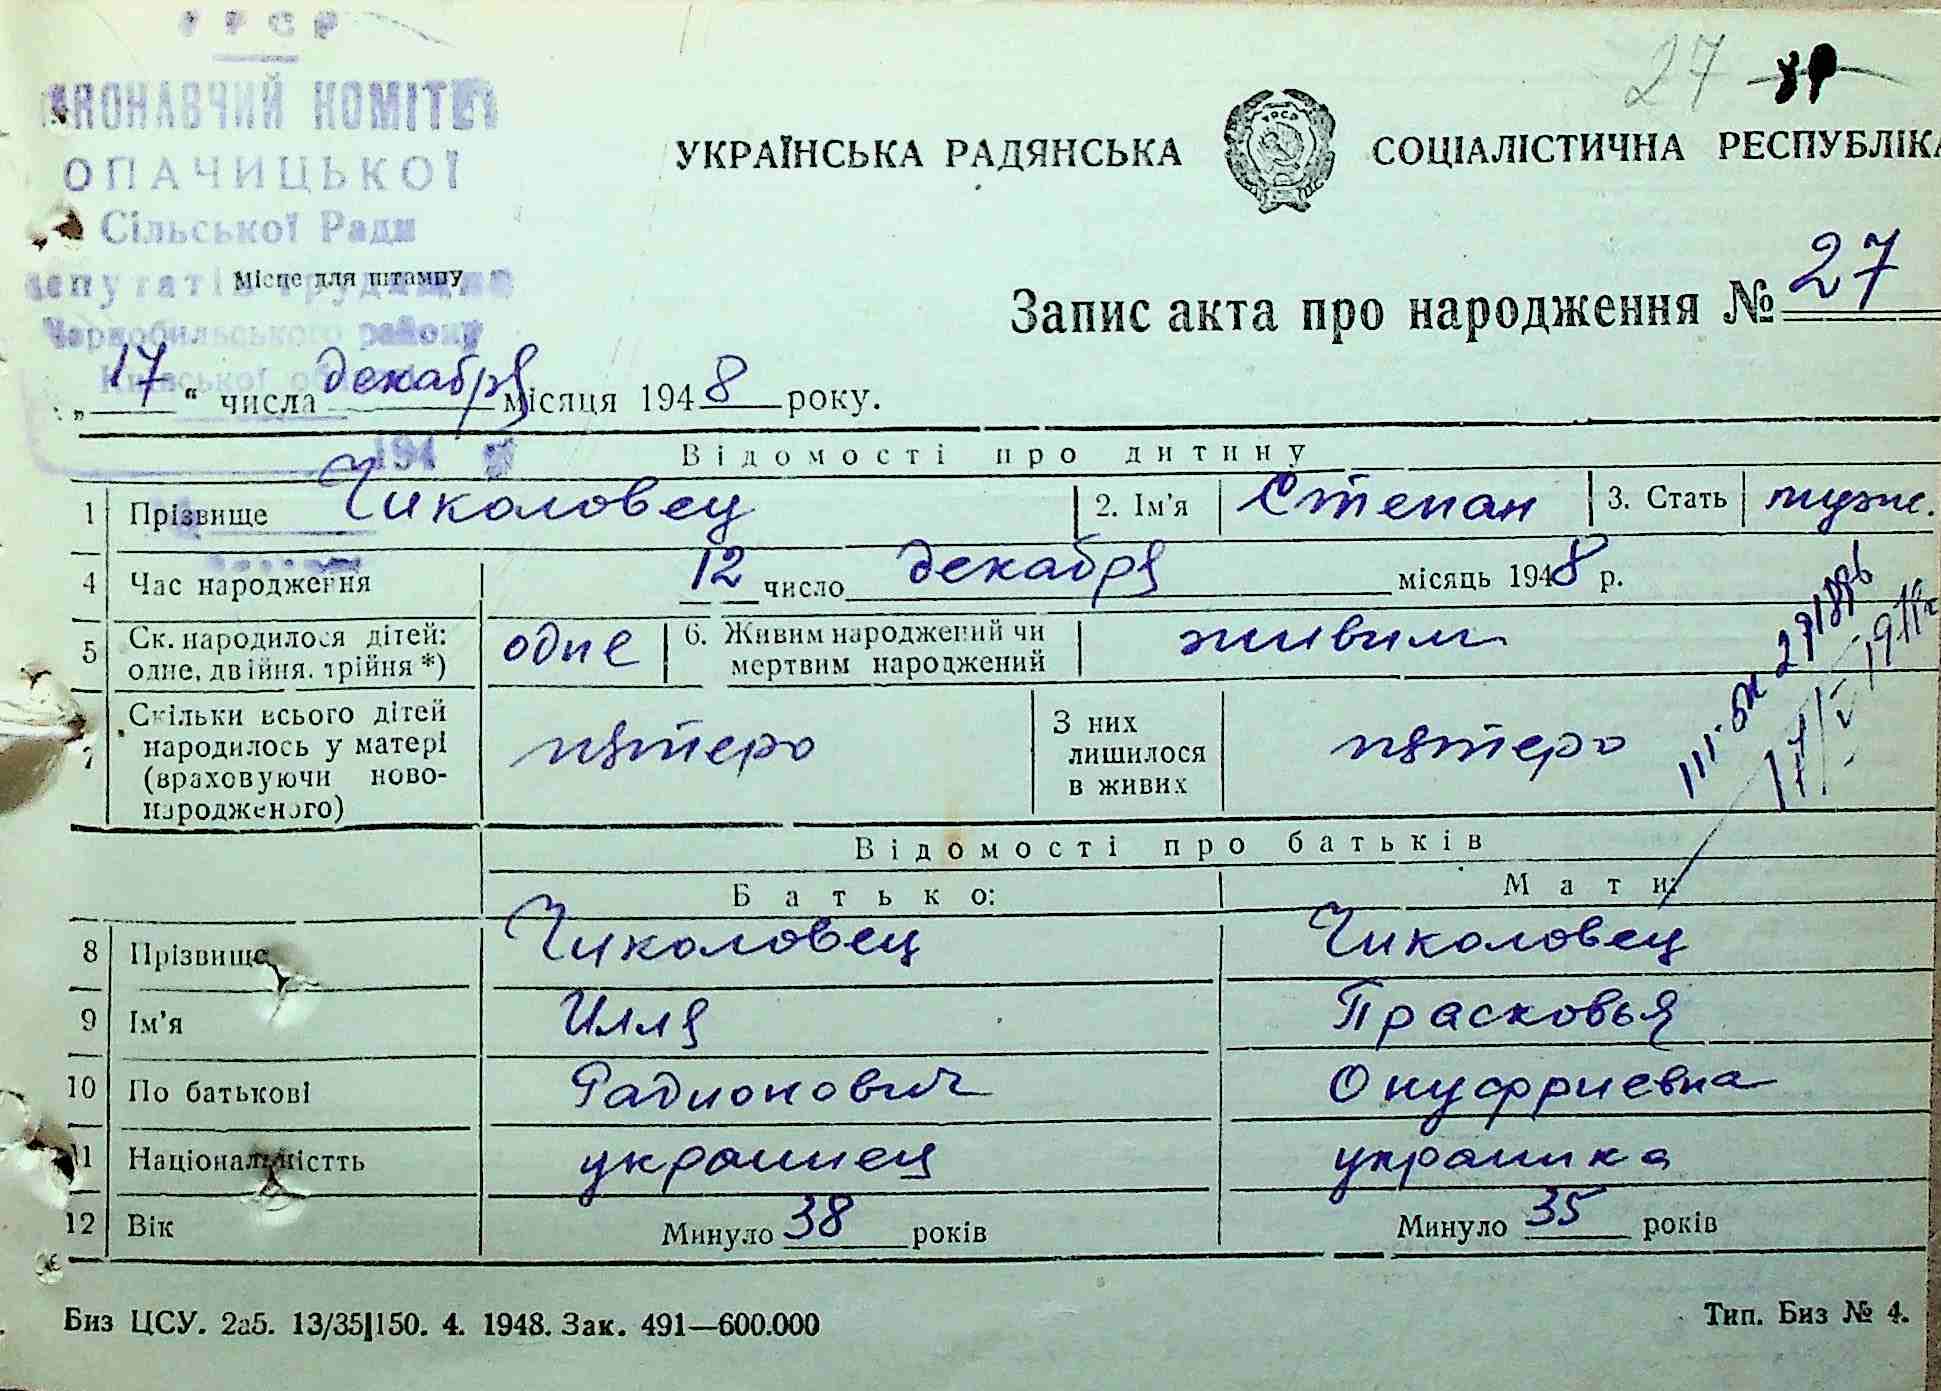 УРСР
ВИКОНАВЧИЙ КОМІТЕТ
ОПАЧИЦЬКОЇ
Сільської Ради
депутатів трудящих
Місце для штампу
Чорнобильського району
Київської області
194
27
УКРАЇНСЬКА РАДЯНСЬКА СОЦІАЛІСТИЧНА РЕСПУБЛІКА
Запис акта про народження № 27
„ 17 “ числа декабря місяця 1948 року.
Відомості про дитину
1 Прізвище Чиколовец 2. Ім'я Степан 3. Стать муж.
4 Час народження 12 число декабря місяць 1948 р.
5 Ск. народилося дітей: одне, двійня, трійня *) одне 6. Живим народжений чи мертвим народжений живим
7 Скільки всього дітей народилось у матері (враховуючи ново-народженого) пятеро З них лишилося в живих пятеро
Відомості про батьків
Батько: Мати:
8 Прізвище Чиколовец Чиколовец
9 Ім'я Илля Прасковья
10 По батькові Радионович Онуфриевна
11 Національністть украинец украинка
12 Вік Минуло 38 років Минуло 35 років
Биз ЦСУ. 2а5. 13/35|150. 4. 1948. Зак. 491—600.000 Тип. Биз № 4.